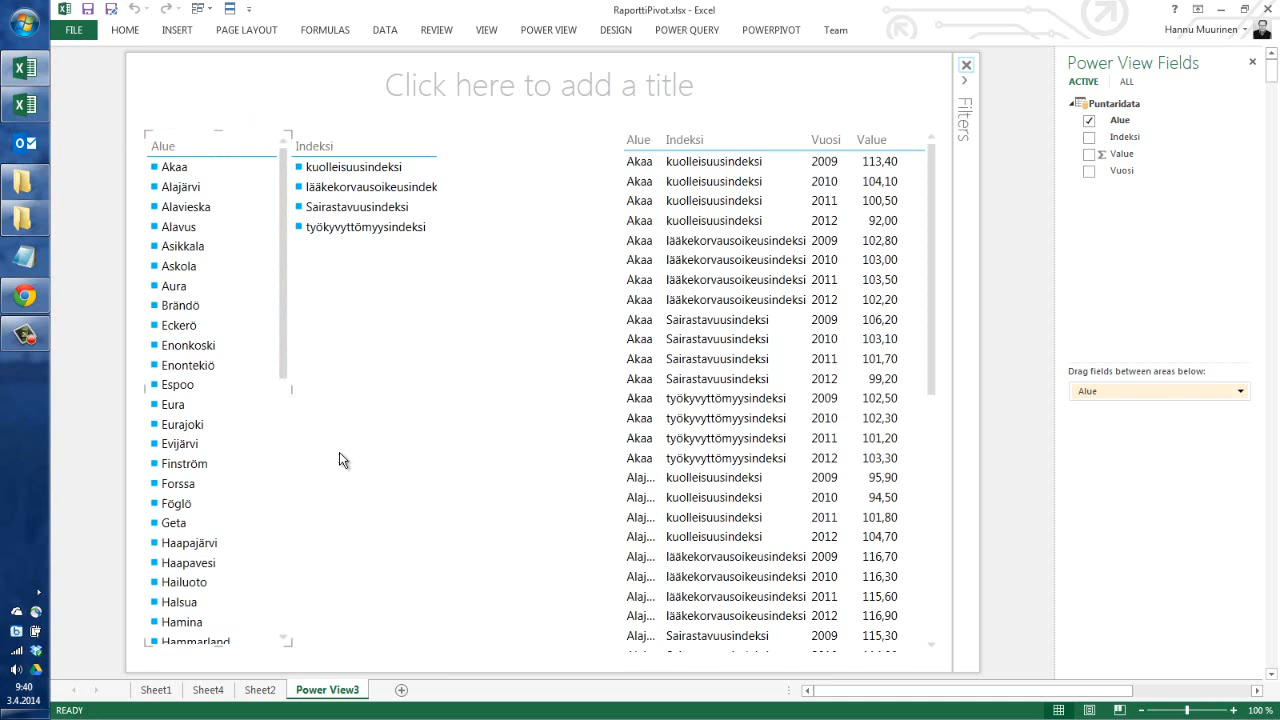 RaporttiPivot.xlsx - Excel
FILE HOME INSERT PAGE LAYOUT FORMULAS DATA REVIEW VIEW POWER VIEW DESIGN POWER QUERY POWERPIVOT Team
Hannu Muurinen
Click here to add a title
Alue
Akaa
Alajärvi
Alavieska
Alavus
Asikkala
Askola
Aura
Brändö
Eckerö
Enonkoski
Enontekiö
Espoo
Eura
Eurajoki
Evijärvi
Finström
Forssa
Föglö
Geta
Haapajärvi
Haapavesi
Hailuoto
Halsua
Hamina
Hammarland
Indeksi
kuolleisuusindeksi
lääkekorvausoikeusindek
Sairastavuusindeksi
työkyvyttömyysindeksi
Alue Indeksi Vuosi Value
Akaa kuolleisuusindeksi 2009 113,40
Akaa kuolleisuusindeksi 2010 104,10
Akaa kuolleisuusindeksi 2011 100,50
Akaa kuolleisuusindeksi 2012 92,00
Akaa lääkekorvausoikeusindeksi 2009 102,80
Akaa lääkekorvausoikeusindeksi 2010 103,00
Akaa lääkekorvausoikeusindeksi 2011 103,50
Akaa lääkekorvausoikeusindeksi 2012 102,20
Akaa Sairastavuusindeksi 2009 106,20
Akaa Sairastavuusindeksi 2010 103,10
Akaa Sairastavuusindeksi 2011 101,70
Akaa Sairastavuusindeksi 2012 99,20
Akaa työkyvyttömyysindeksi 2009 102,50
Akaa työkyvyttömyysindeksi 2010 102,30
Akaa työkyvyttömyysindeksi 2011 101,20
Akaa työkyvyttömyysindeksi 2012 103,30
Alaj... kuolleisuusindeksi 2009 95,90
Alaj... kuolleisuusindeksi 2010 94,50
Alaj... kuolleisuusindeksi 2011 101,80
Alaj... kuolleisuusindeksi 2012 104,70
Alaj... lääkekorvausoikeusindeksi 2009 116,70
Alaj... lääkekorvausoikeusindeksi 2010 116,30
Alaj... lääkekorvausoikeusindeksi 2011 115,60
Alaj... lääkekorvausoikeusindeksi 2012 116,90
Alaj... Sairastavuusindeksi 2009 115,30
Filters
Power View Fields
ACTIVE ALL
Puntaridata
Alue
Indeksi
Σ Value
Vuosi
Drag fields between areas below:
Alue
Sheet1 Sheet4 Sheet2 Power View3
READY
100 %
9:40
3.4.2014